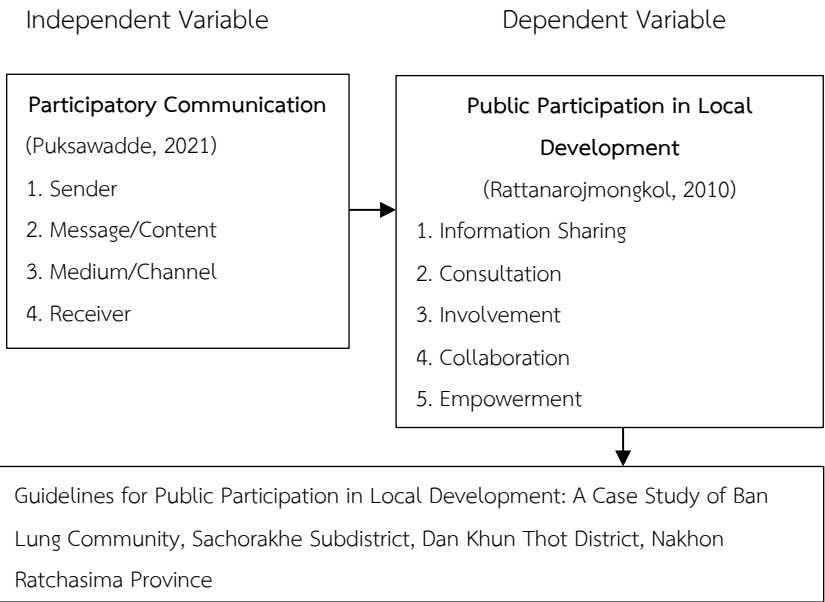 Independent Variable
Dependent Variable
Participatory Communication
(Puksawadde, 2021)
1. Sender
2. Message/Content
3. Medium/Channel
4. Receiver
Public Participation in Local
Development
(Rattanarojmongkol, 2010)
1. Information Sharing
2. Consultation
3. Involvement
4. Collaboration
5. Empowerment
Guidelines for Public Participation in Local Development: A Case Study of Ban
Lung Community, Sachorakhe Subdistrict, Dan Khun Thot District, Nakhon
Ratchasima Province